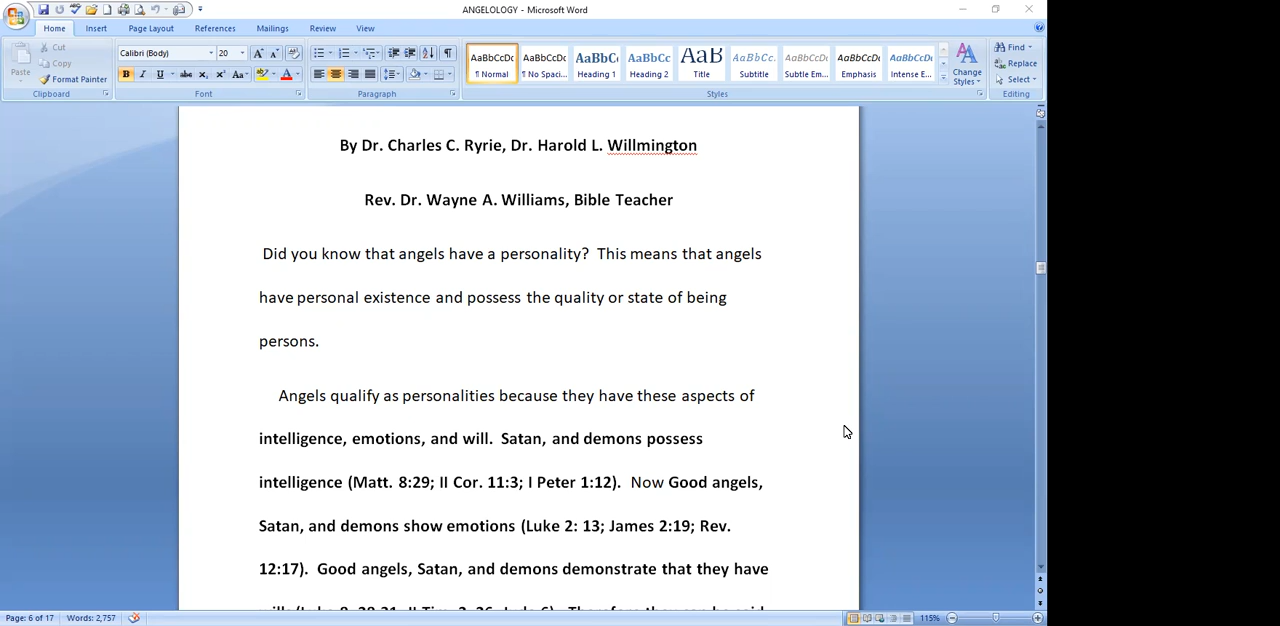 ANGELOLOGY - Microsoft Word
Home Insert Page Layout References Mailings Review View
Paste
Cut
Copy
Format Painter
Clipboard
Calibri (Body) 20
Font
Paragraph
AaBbCcDc AaBbCcDc AaBbC AaBbCc AaB AaBbCc. AaBbCcDc AaBbCcDc AaBbCcDc
¶ Normal ¶ No Spaci... Heading 1 Heading 2 Title Subtitle Subtle Em... Emphasis Intense E...
Change Styles
Styles
Find
Replace
Select
Editing
By Dr. Charles C. Ryrie, Dr. Harold L. Willmington
Rev. Dr. Wayne A. Williams, Bible Teacher
Did you know that angels have a personality?  This means that angels
have personal existence and possess the quality or state of being
persons.
Angels qualify as personalities because they have these aspects of
intelligence, emotions, and will.  Satan, and demons possess
intelligence (Matt. 8:29; II Cor. 11:3; I Peter 1:12).  Now Good angels,
Satan, and demons show emotions (Luke 2: 13; James 2:19; Rev.
12:17).  Good angels, Satan, and demons demonstrate that they have
Page: 6 of 17 Words: 2,757 115%